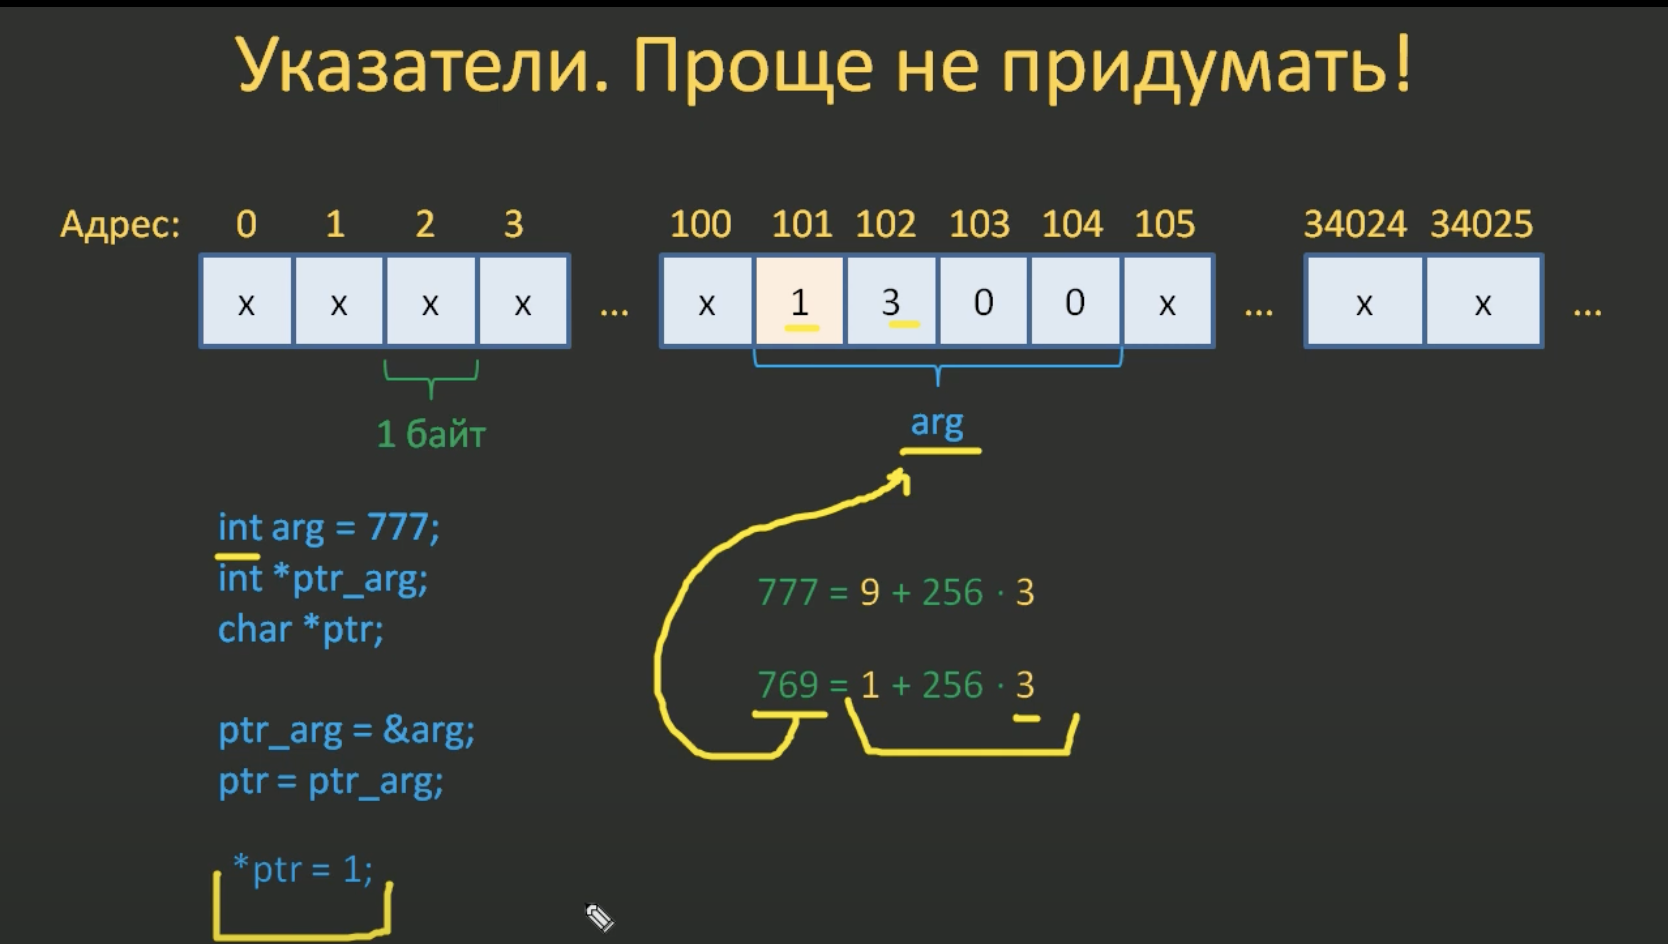 Указатели. Проще не придумать!
Адрес: 0 1 2 3 100 101 102 103 104 105 34024 34025
x x x x ... x 1 3 0 0 x ... x x ...
1 байт
arg
int arg = 777;
int *ptr_arg;
char *ptr;
ptr_arg = &arg;
ptr = ptr_arg;
*ptr = 1;
777 = 9 + 256 · 3
769 = 1 + 256 · 3